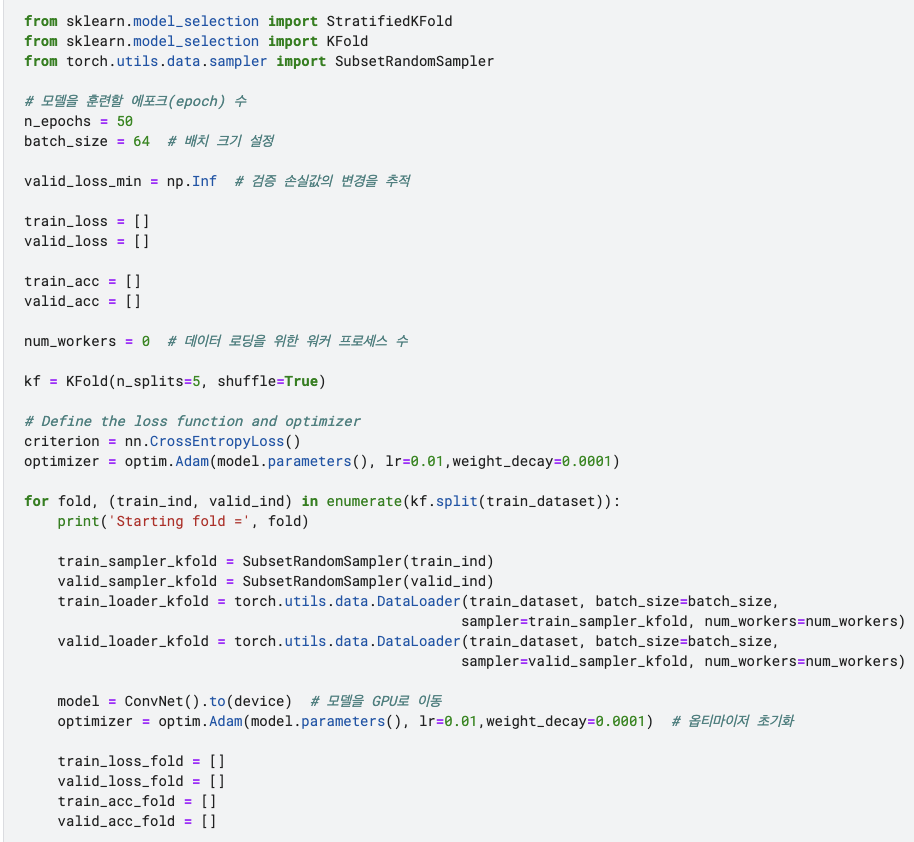 from sklearn.model_selection import StratifiedKFold
from sklearn.model_selection import KFold
from torch.utils.data.sampler import SubsetRandomSampler

# 모델을 훈련할 에포크(epoch) 수
n_epochs = 50
batch_size = 64  # 배치 크기 설정

valid_loss_min = np.Inf  # 검증 손실값의 변경을 추적

train_loss = []
valid_loss = []

train_acc = []
valid_acc = []

num_workers = 0  # 데이터 로딩을 위한 워커 프로세스 수

kf = KFold(n_splits=5, shuffle=True)

# Define the loss function and optimizer
criterion = nn.CrossEntropyLoss()
optimizer = optim.Adam(model.parameters(), lr=0.01,weight_decay=0.0001)

for fold, (train_ind, valid_ind) in enumerate(kf.split(train_dataset)):
    print('Starting fold =', fold)

    train_sampler_kfold = SubsetRandomSampler(train_ind)
    valid_sampler_kfold = SubsetRandomSampler(valid_ind)
    train_loader_kfold = torch.utils.data.DataLoader(train_dataset, batch_size=batch_size,
                                                    sampler=train_sampler_kfold, num_workers=num_workers)
    valid_loader_kfold = torch.utils.data.DataLoader(train_dataset, batch_size=batch_size,
                                                    sampler=valid_sampler_kfold, num_workers=num_workers)

    model = ConvNet().to(device)  # 모델을 GPU로 이동
    optimizer = optim.Adam(model.parameters(), lr=0.01,weight_decay=0.0001)  # 옵티마이저 초기화

    train_loss_fold = []
    valid_loss_fold = []
    train_acc_fold = []
    valid_acc_fold = []